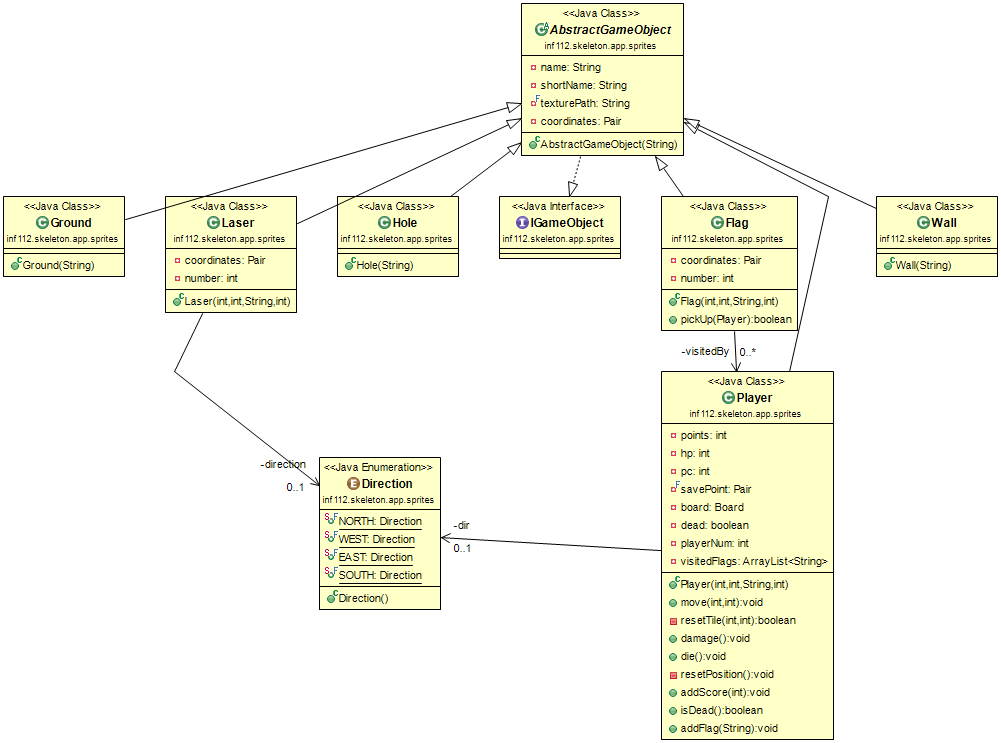 <<Java Class>>
AbstractGameObject
inf112.skeleton.app.sprites
name: String
shortName: String
texturePath: String
coordinates: Pair
AbstractGameObject(String)
<<Java Class>>
Ground
inf112.skeleton.app.sprites
Ground(String)
<<Java Class>>
Laser
inf112.skeleton.app.sprites
coordinates: Pair
number: int
Laser(int,int,String,int)
<<Java Class>>
Hole
inf112.skeleton.app.sprites
Hole(String)
<<Java Interface>>
IGameObject
inf112.skeleton.app.sprites
<<Java Class>>
Flag
inf112.skeleton.app.sprites
coordinates: Pair
number: int
Flag(int,int,String,int)
pickUp(Player):boolean
<<Java Class>>
Wall
inf112.skeleton.app.sprites
Wall(String)
-visitedBy 0..*
<<Java Class>>
Player
inf112.skeleton.app.sprites
points: int
hp: int
pc: int
savePoint: Pair
board: Board
dead: boolean
playerNum: int
visitedFlags: ArrayList<String>
Player(int,int,String,int)
move(int,int):void
resetTile(int,int):boolean
damage():void
die():void
resetPosition():void
addScore(int):void
isDead():boolean
addFlag(String):void
-direction
0..1
<<Java Enumeration>>
Direction
inf112.skeleton.app.sprites
NORTH: Direction
WEST: Direction
EAST: Direction
SOUTH: Direction
Direction()
-dir
0..1